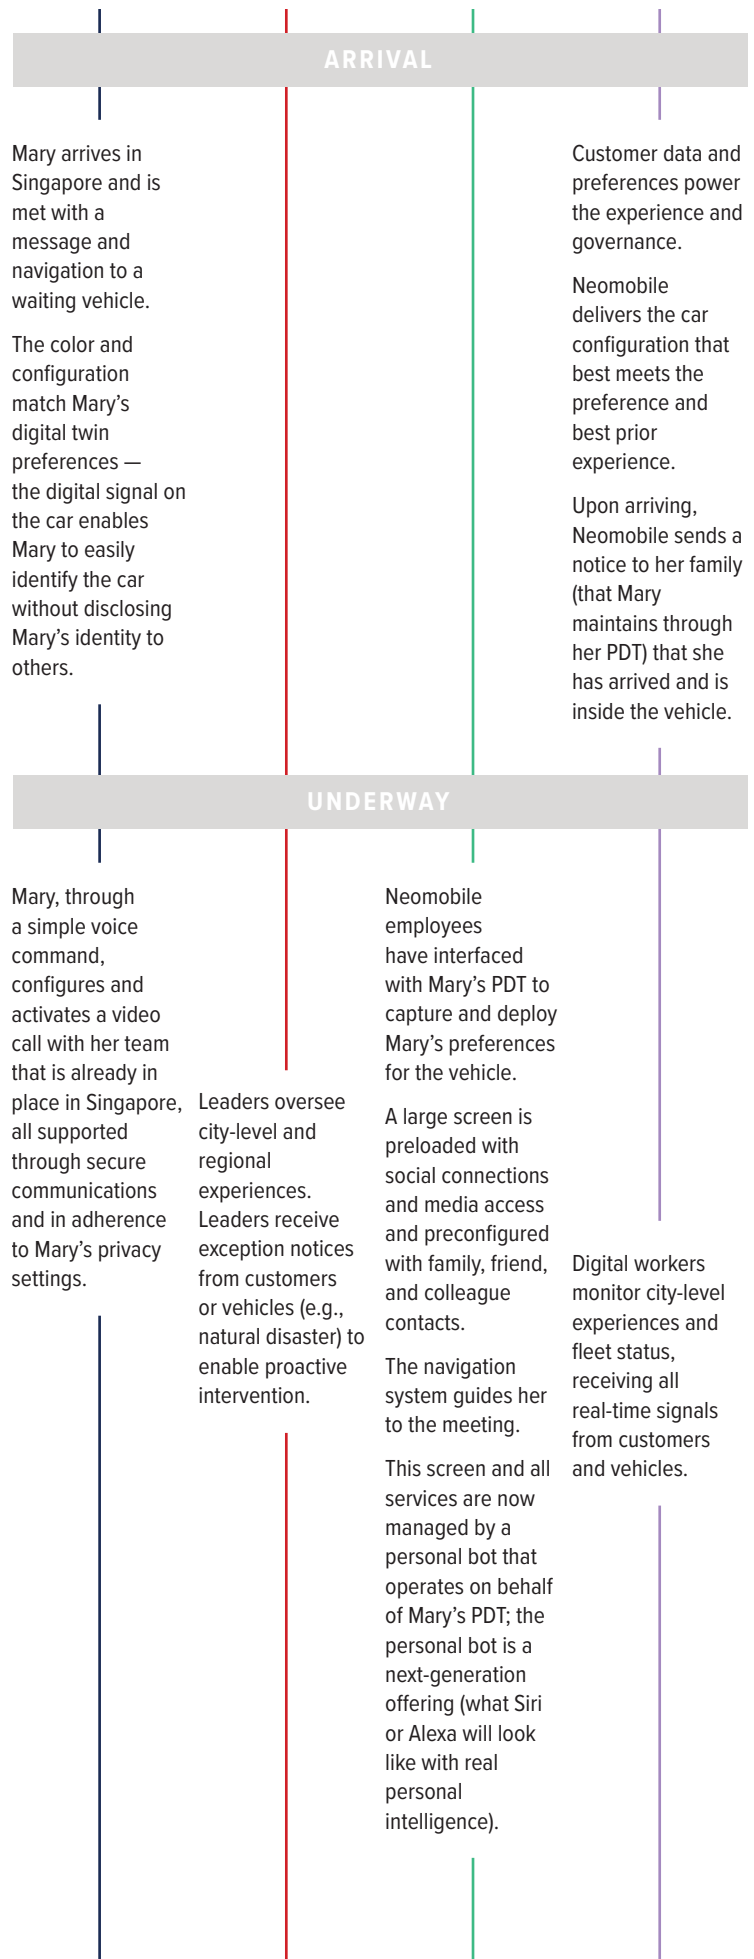 ARRIVAL
Mary arrives in
Singapore and is
met with a
message and
navigation to a
waiting vehicle.
The color and
configuration
match Mary’s
digital twin
preferences —
the digital signal on
the car enables
Mary to easily
identify the car
without disclosing
Mary’s identity to
others.
Customer data and
preferences power
the experience and
governance.
Neomobile
delivers the car
configuration that
best meets the
preference and
best prior
experience.
Upon arriving,
Neomobile sends a
notice to her family
(that Mary
maintains through
her PDT) that she
has arrived and is
inside the vehicle.
UNDERWAY
Mary, through
a simple voice
command,
configures and
activates a video
call with her team
that is already in
place in Singapore,
all supported
through secure
communications
and in adherence
to Mary’s privacy
settings.
Leaders oversee
city-level and
regional
experiences.
Leaders receive
exception notices
from customers
or vehicles (e.g.,
natural disaster) to
enable proactive
intervention.
Neomobile
employees
have interfaced
with Mary’s PDT to
capture and deploy
Mary’s preferences
for the vehicle.
A large screen is
preloaded with
social connections
and media access
and preconfigured
with family, friend,
and colleague
contacts.
The navigation
system guides her
to the meeting.
This screen and all
services are now
managed by a
personal bot that
operates on behalf
of Mary’s PDT; the
personal bot is a
next-generation
offering (what Siri
or Alexa will look
like with real
personal
intelligence).
Digital workers
monitor city-level
experiences and
fleet status,
receiving all
real-time signals
from customers
and vehicles.